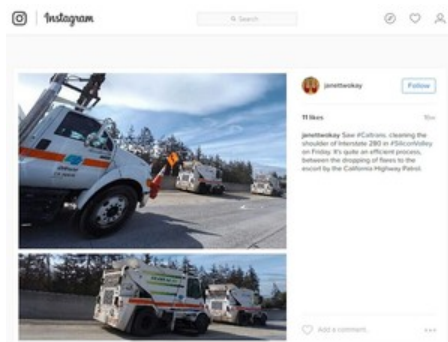 Instagram
Search
janettwokay
Follow
11 likes
janettwokay Saw #Caltrans cleaning the
shoulder of Interstate 280 in #SiliconValley
on Friday. It's quite an efficient process,
between the dropping of flares to the
escort by the California Highway Patrol.
Add a comment...